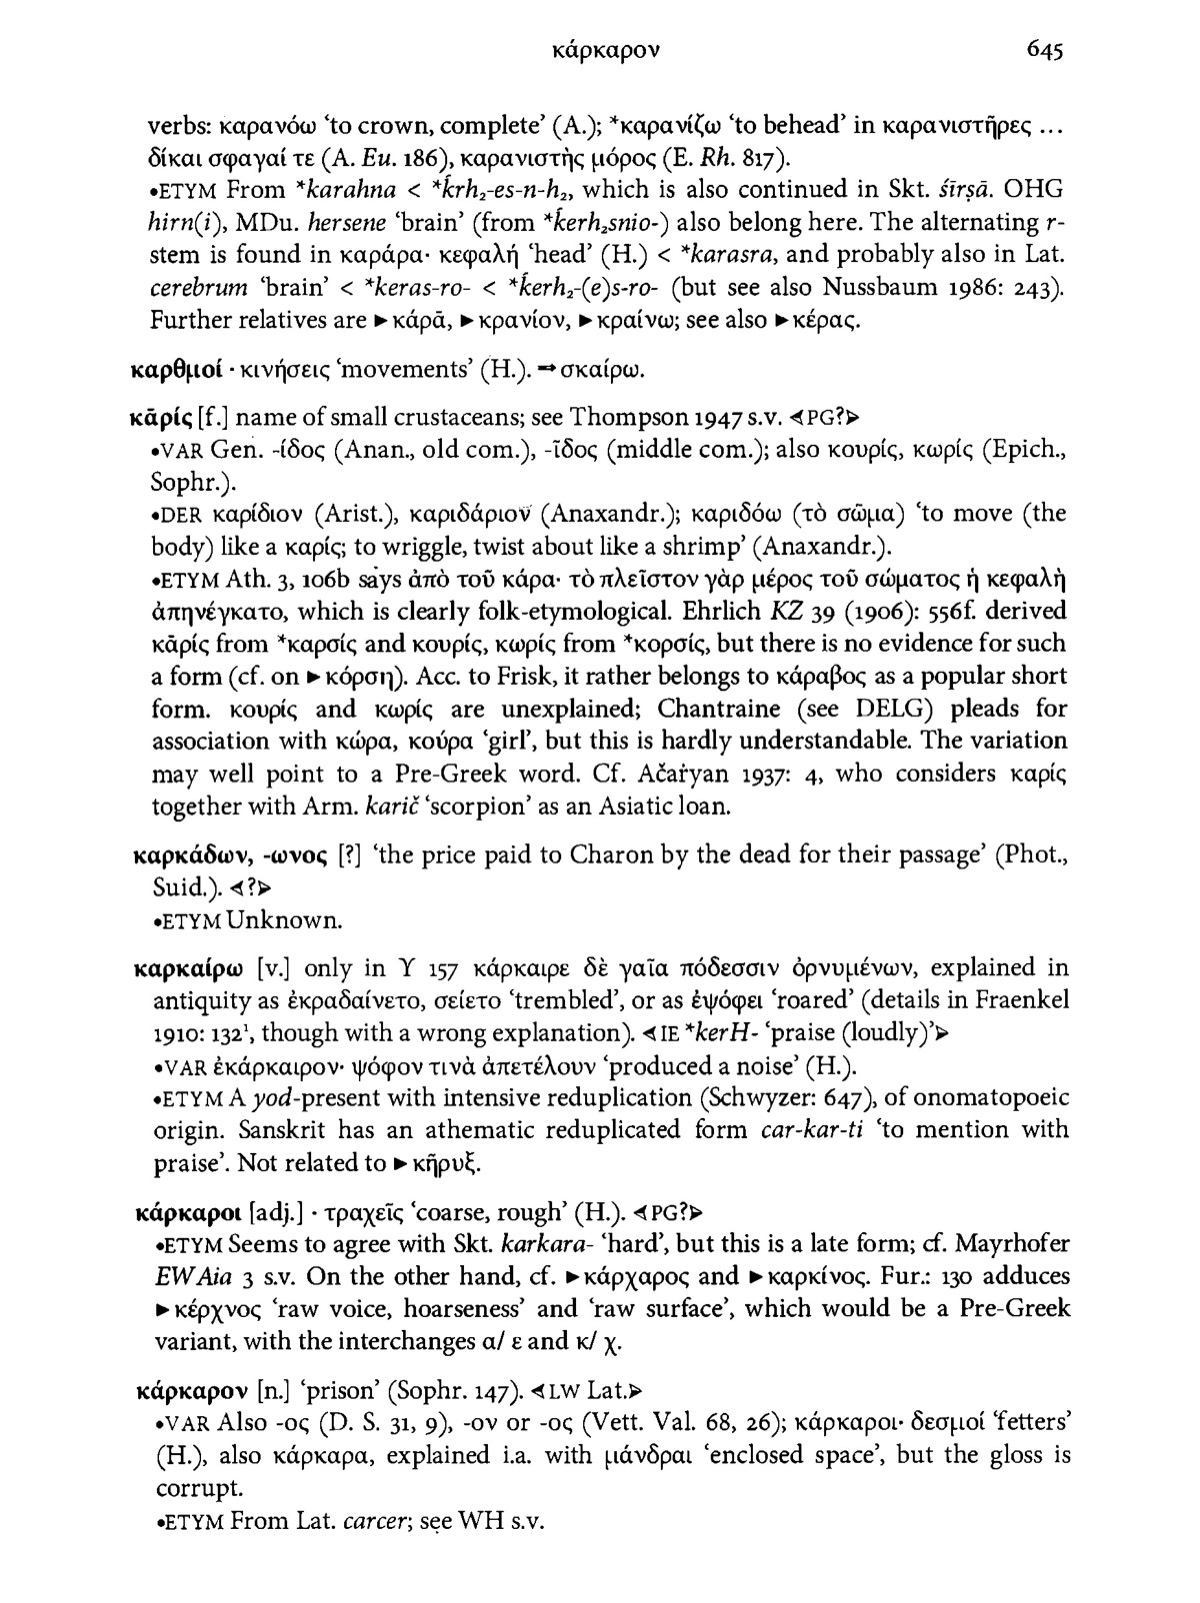 κάρκαρον 645
verbs: καρανόω ‘to crown, complete’ (A.); *καρανίζω ‘to behead’ in καρανιστῆρες ...
δίκαι σφαγαί τε (A. Eu. 186), καρανιστὴς μόρος (E. Rh. 817).
•ETYM From *karahna < *ḱrh₂-es-n-h₂, which is also continued in Skt. śīrṣā. OHG
hirn(i), MDu. hersene ‘brain’ (from *ḱerh₂snio-) also belong here. The alternating r-
stem is found in καράρα· κεφαλή ‘head’ (H.) < *karasra, and probably also in Lat.
cerebrum ‘brain’ < *keras-ro- < *ḱerh₂-(e)s-ro- (but see also Nussbaum 1986: 243).
Further relatives are ►κάρᾱ, ►κρανίον, ►κραίνω; see also ►κέρας.
καρθμοί · κινήσεις ‘movements’ (H.). ⇒σκαίρω.
κᾱρίς [f.] name of small crustaceans; see Thompson 1947 s.v. ⊲PG?⊳
•VAR Gen. -ίδος (Anan., old com.), -ῖδος (middle com.); also κουρίς, κωρίς (Epich.,
Sophr.).
•DER καρίδιον (Arist.), καριδάριον (Anaxandr.); καριδόω (τὸ σῶμα) ‘to move (the
body) like a καρίς; to wriggle, twist about like a shrimp’ (Anaxandr.).
•ETYM Ath. 3, 106b says ἀπὸ τοῦ κάρα· τὸ πλεῖστον γὰρ μέρος τοῦ σώματος ἡ κεφαλὴ
ἀπηνέγκατο, which is clearly folk-etymological. Ehrlich KZ 39 (1906): 556f. derived
κᾱρίς from *καρσίς and κουρίς, κωρίς from *κορσίς, but there is no evidence for such
a form (cf. on ►κόρση). Acc. to Frisk, it rather belongs to κάραβος as a popular short
form. κουρίς and κωρίς are unexplained; Chantraine (see DELG) pleads for
association with κώρα, κούρα ‘girl’, but this is hardly understandable. The variation
may well point to a Pre-Greek word. Cf. Ačaṙyan 1937: 4, who considers καρίς
together with Arm. karič ‘scorpion’ as an Asiatic loan.
καρκάδων, -ωνος [?] ‘the price paid to Charon by the dead for their passage’ (Phot.,
Suid.). ⊲?⊳
•ETYM Unknown.
καρκαίρω [v.] only in Υ 157 κάρκαιρε δὲ γαῖα πόδεσσιν ὀρνυμένων, explained in
antiquity as ἐκραδαίνετο, σείετο ‘trembled’, or as ἐψόφει ‘roared’ (details in Fraenkel
1910: 132¹, though with a wrong explanation). ⊲IE *kerH- ‘praise (loudly)’⊳
•VAR ἐκάρκαιρον· ψόφον τινὰ ἀπετέλουν ‘produced a noise’ (H.).
•ETYM A yod-present with intensive reduplication (Schwyzer: 647), of onomatopoeic
origin. Sanskrit has an athematic reduplicated form car-kar-ti ‘to mention with
praise’. Not related to ►κῆρυξ.
κάρκαροι [adj.] · τραχεῖς ‘coarse, rough’ (H.). ⊲PG?⊳
•ETYM Seems to agree with Skt. karkara- ‘hard’, but this is a late form; cf. Mayrhofer
EWAia 3 s.v. On the other hand, cf. ►κάρχαρος and ►καρκίνος. Fur.: 130 adduces
►κέρχνος ‘raw voice, hoarseness’ and ‘raw surface’, which would be a Pre-Greek
variant, with the interchanges α/ ε and κ/ χ.
κάρκαρον [n.] ‘prison’ (Sophr. 147). ⊲LW Lat.⊳
•VAR Also -ος (D. S. 31, 9), -ον or -ος (Vett. Val. 68, 26); κάρκαροι· δεσμοί ‘fetters’
(H.), also κάρκαρα, explained i.a. with μάνδραι ‘enclosed space’, but the gloss is
corrupt.
•ETYM From Lat. carcer; see WH s.v.